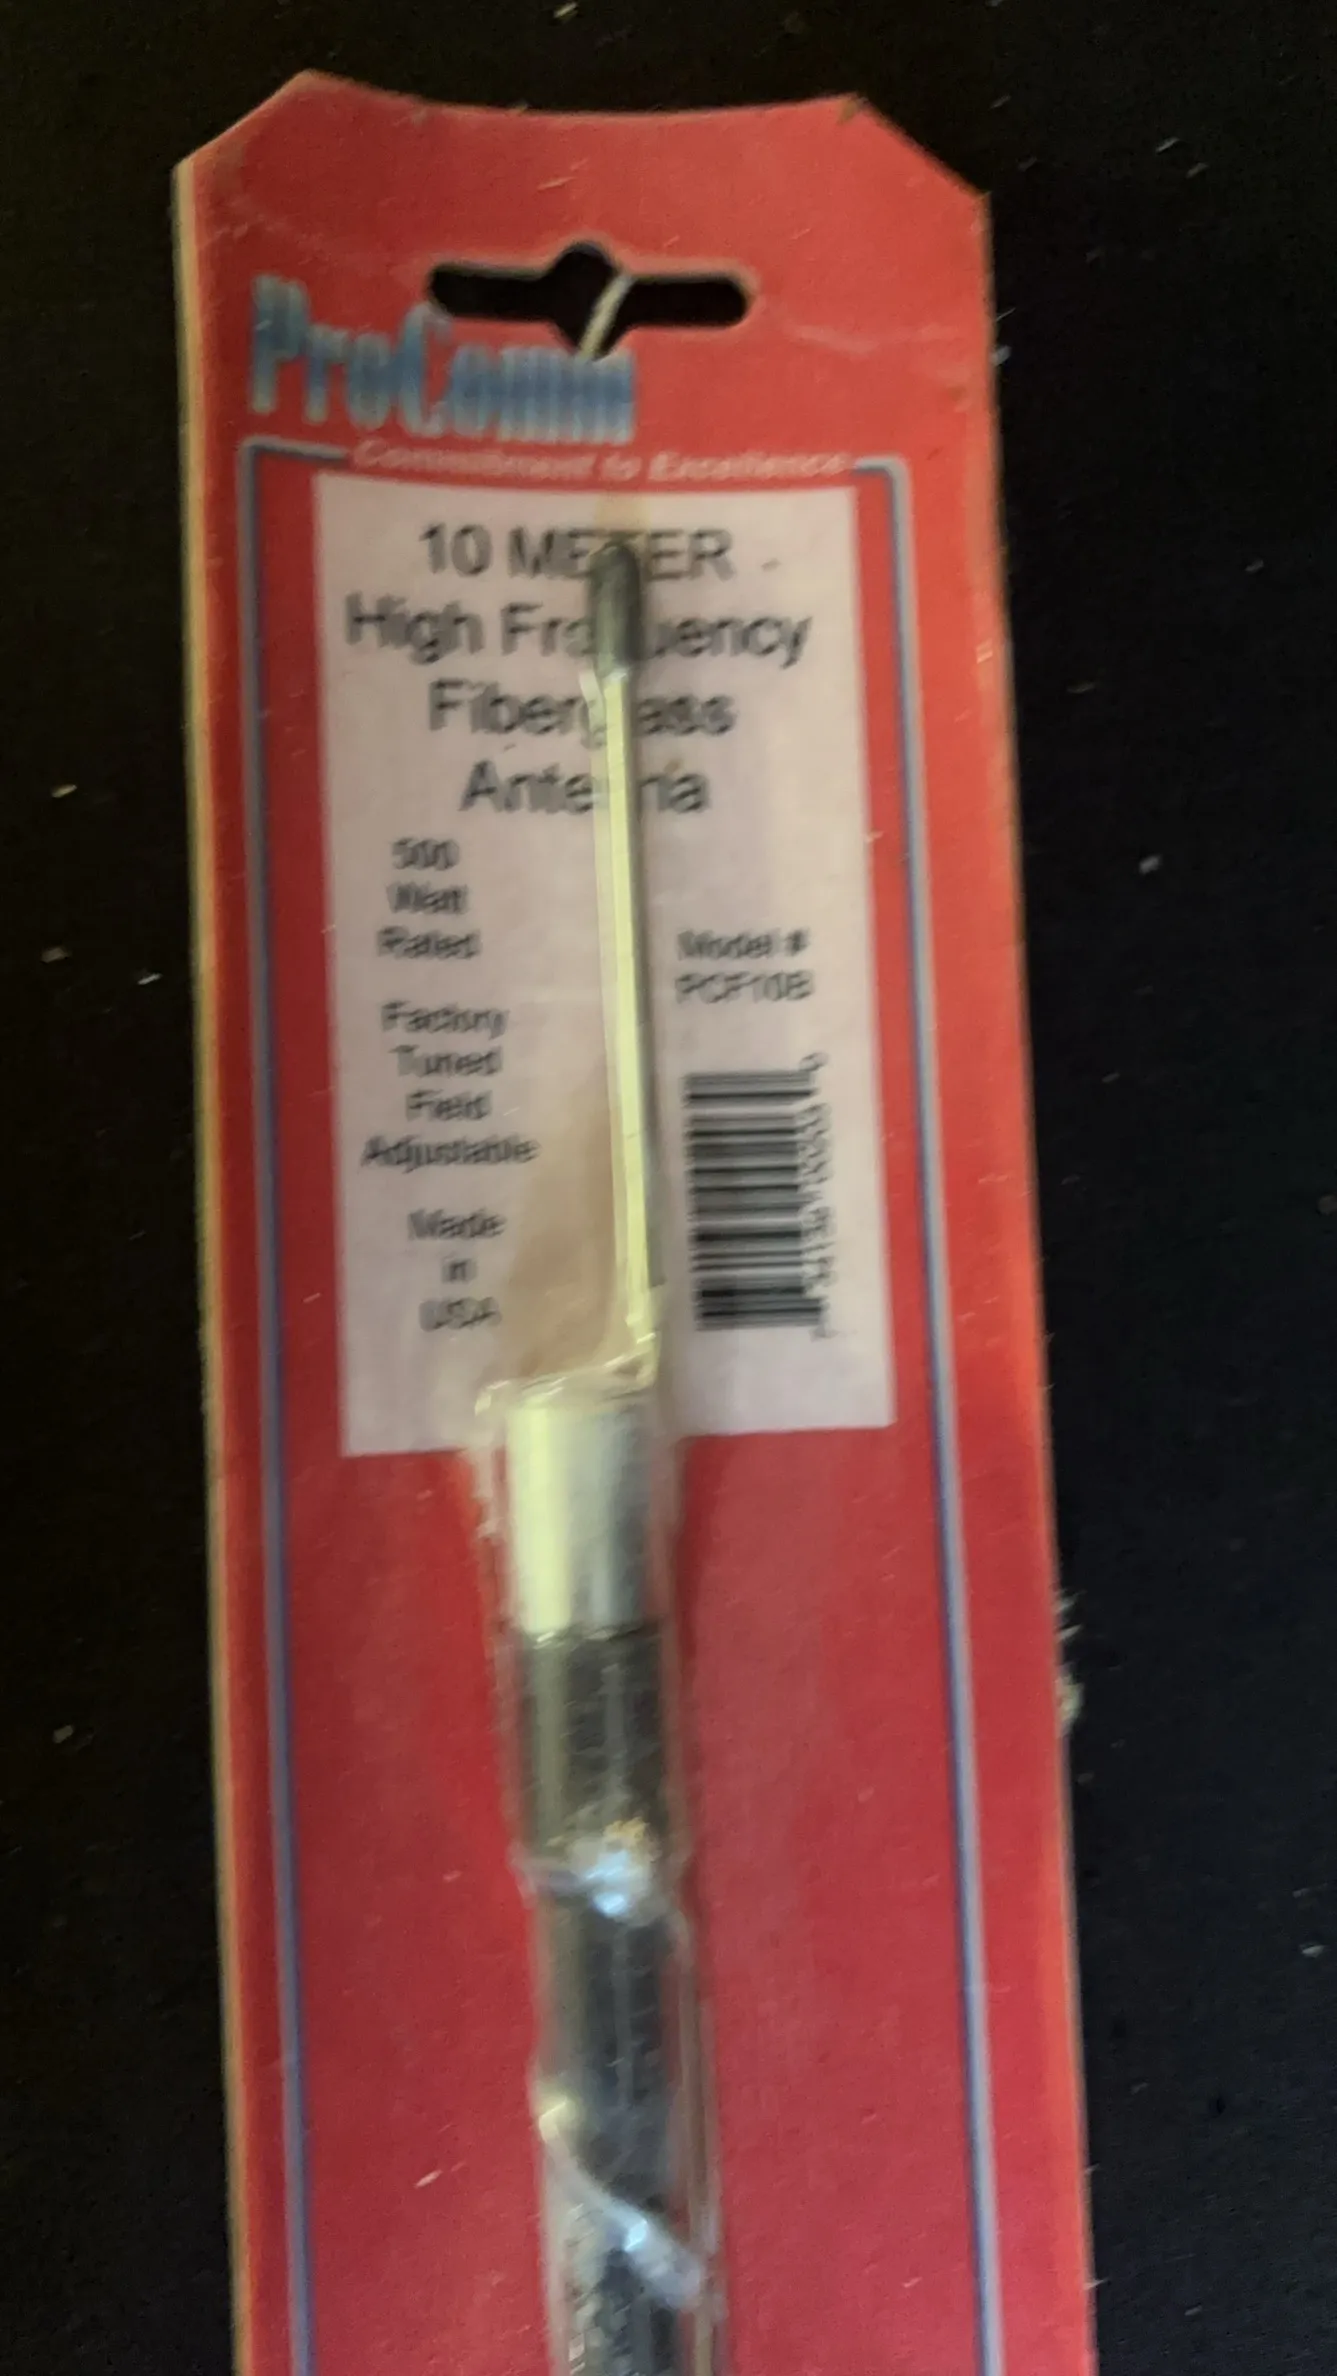 ProComm
Commitment to Excellence
10 METER
High Frequency
Fiberglass
Antenna
500
Watt
Rated
Factory
Tuned
Field
Adjustable
Made
in
USA
Model #
PCF10B